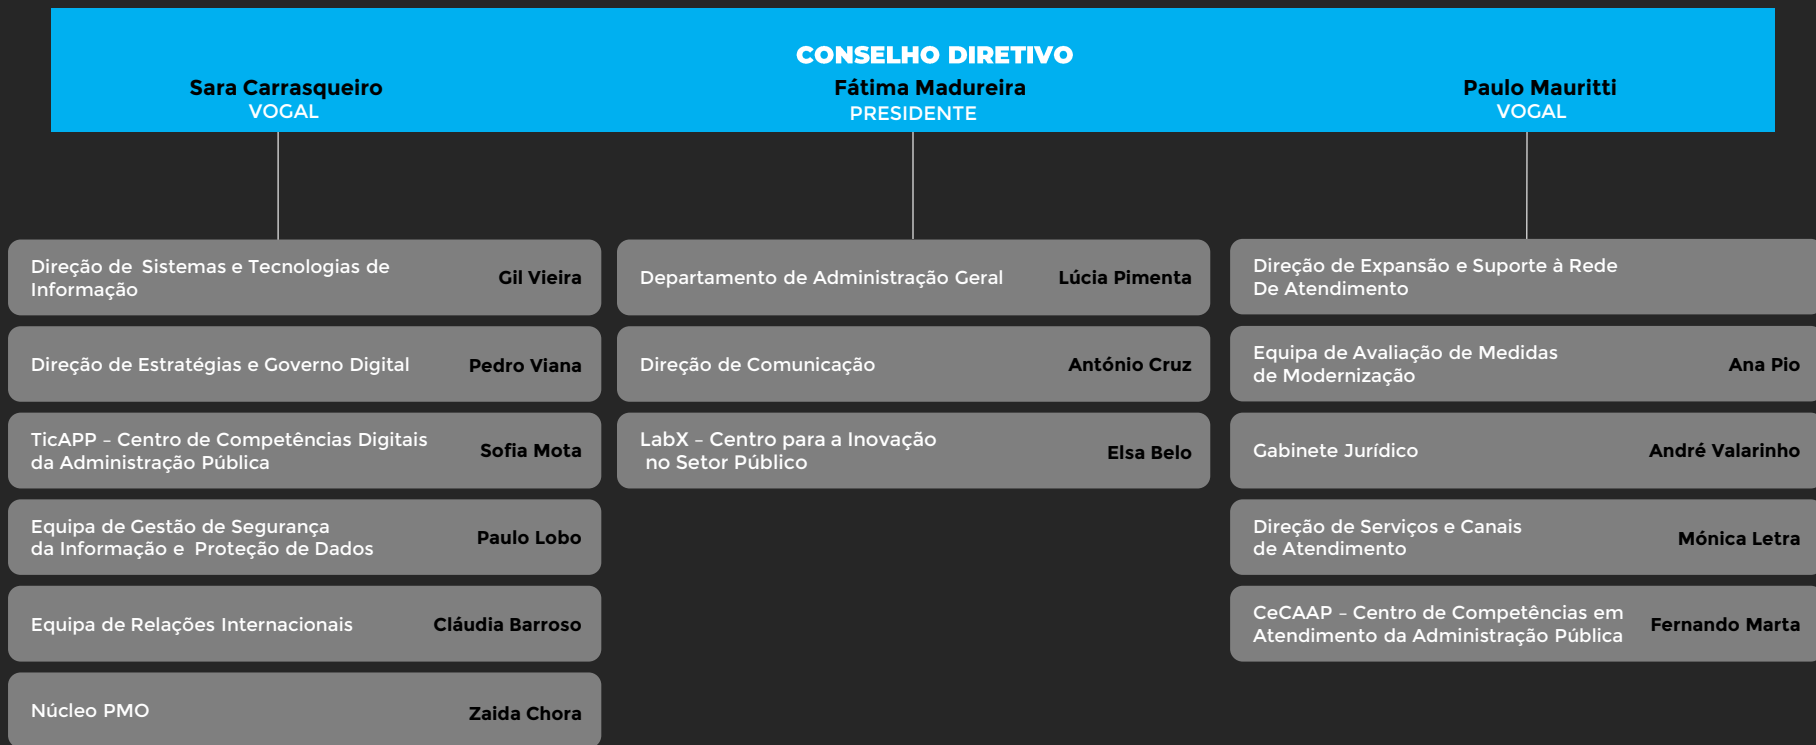 CONSELHO DIRETIVO
Sara Carrasqueiro
VOGAL
Fátima Madureira
PRESIDENTE
Paulo Mauritti
VOGAL
Direção de Sistemas e Tecnologias de
Informação
Gil Vieira
Direção de Estratégias e Governo Digital
Pedro Viana
TicAPP – Centro de Competências Digitais
da Administração Pública
Sofia Mota
Equipa de Gestão de Segurança
da Informação e Proteção de Dados
Paulo Lobo
Equipa de Relações Internacionais
Cláudia Barroso
Núcleo PMO
Zaida Chora
Departamento de Administração Geral
Lúcia Pimenta
Direção de Comunicação
António Cruz
LabX – Centro para a Inovação
no Setor Público
Elsa Belo
Direção de Expansão e Suporte à Rede
De Atendimento
Equipa de Avaliação de Medidas
de Modernização
Ana Pio
Gabinete Jurídico
André Valarinho
Direção de Serviços e Canais
de Atendimento
Mónica Letra
CeCAAP – Centro de Competências em
Atendimento da Administração Pública
Fernando Marta